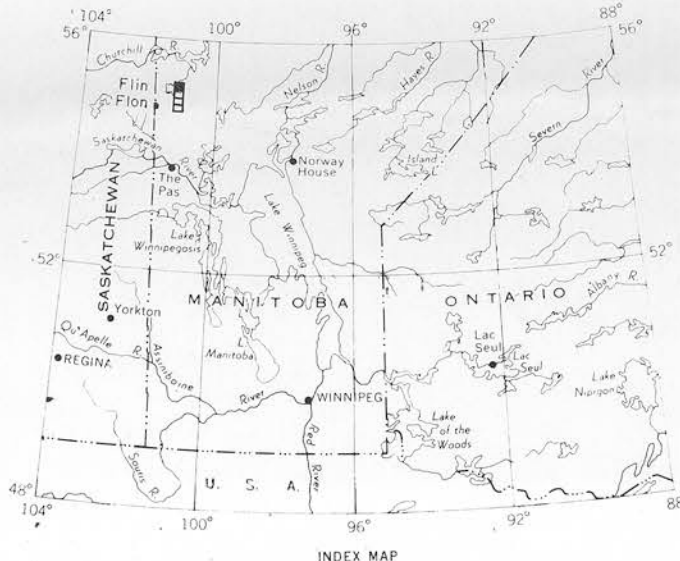 104°
100°
96°
92°
88°
56°
56°
Churchill R.
Flin
Flon
Nelson R.
Hayes R.
Severn River
Saskatchewan River
The Pas
Norway
House
Island
L.
SASKATCHEWAN
Lake
Winnipegosis
Lake Winnipeg
52°
52°
MANITOBA
ONTARIO
Albany R.
Yorkton
L.
Manitoba
Lac
Seul
Lac
Seul
Qu'Apelle R.
REGINA
Assiniboine River
WINNIPEG
Lake
Nipigon
Lake
of the
Woods
Red River
Souris R.
U. S. A.
48°
48°
104°
100°
96°
92°
88°
INDEX MAP